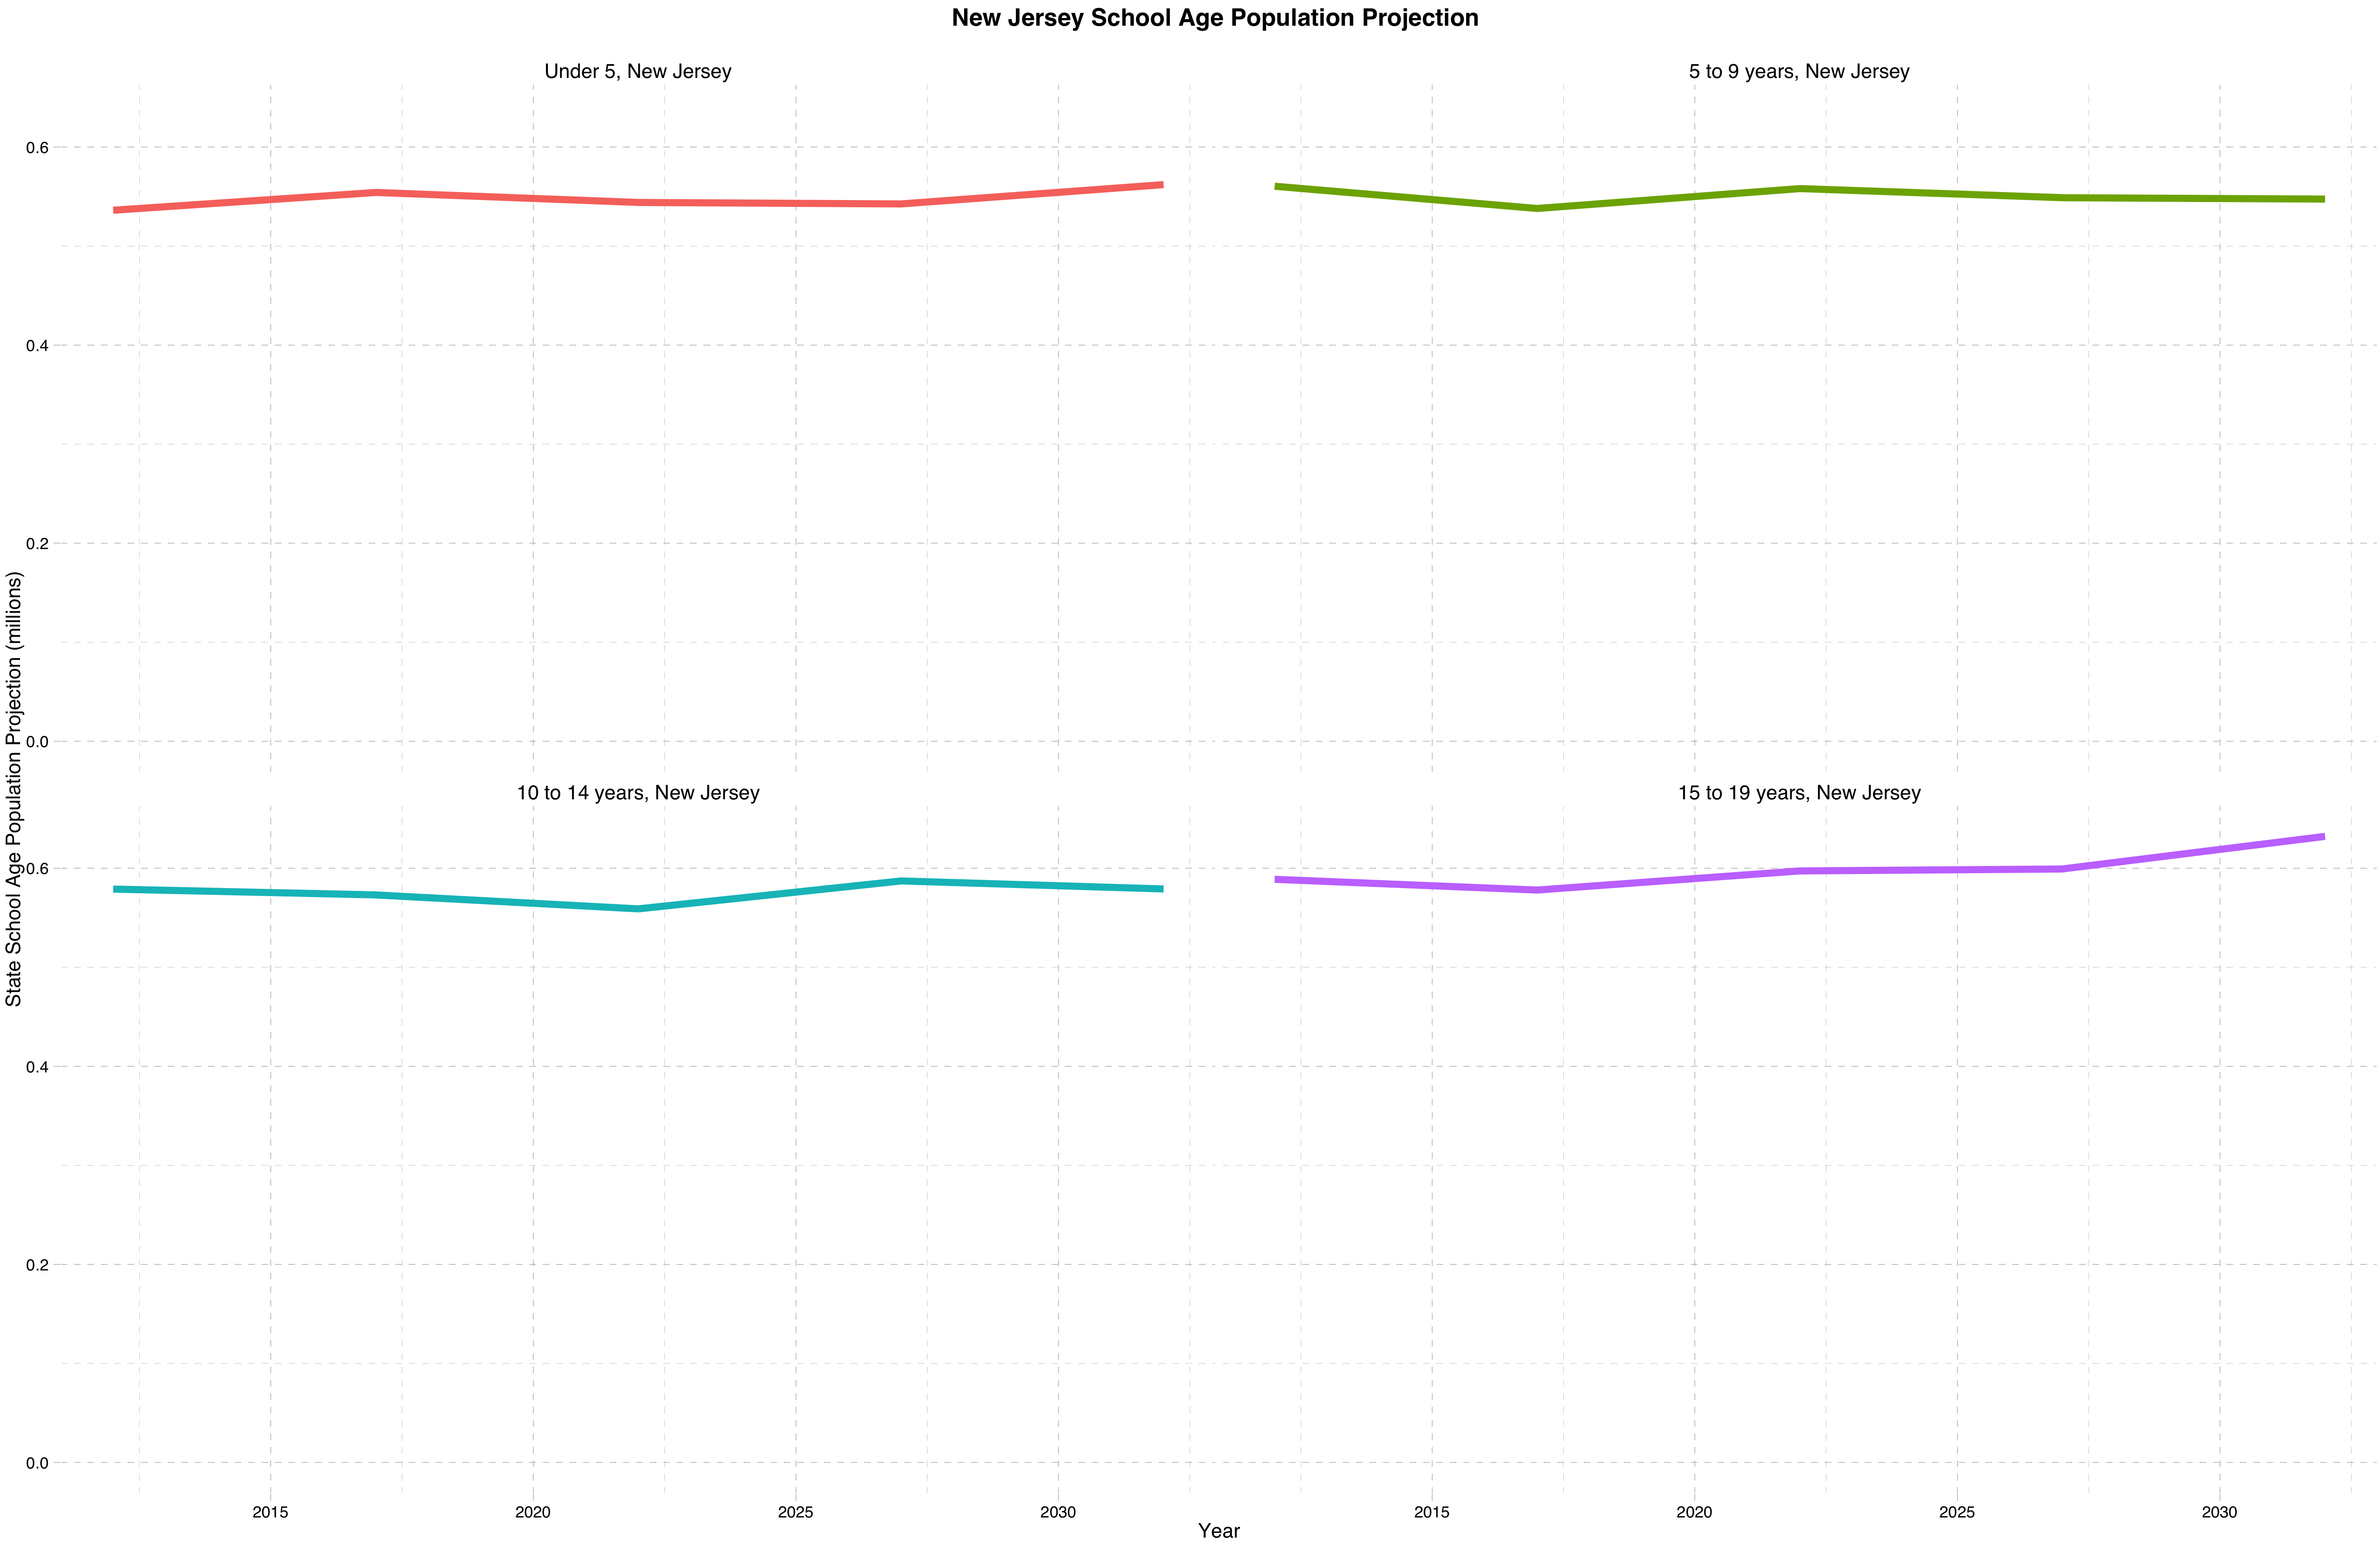 New Jersey School Age Population Projection
Under 5, New Jersey
5 to 9 years, New Jersey
0.6
0.4
0.2
0.0
State School Age Population Projection (millions)
10 to 14 years, New Jersey
15 to 19 years, New Jersey
0.6
0.4
0.2
0.0
2015 2020 2025 2030 2015 2020 2025 2030
Year